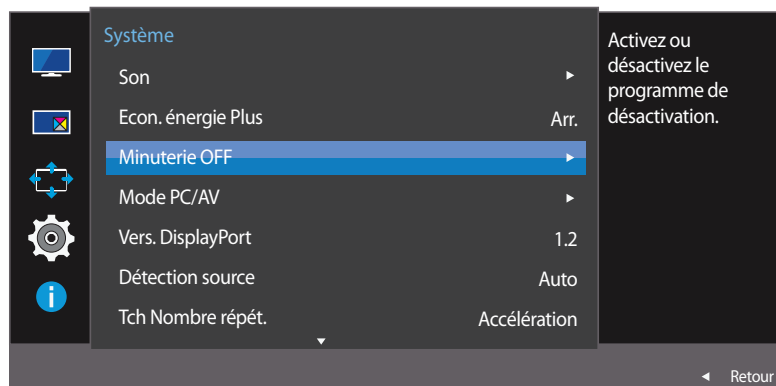 Système
Son
Econ. énergie Plus Arr.
Minuterie OFF
Mode PC/AV
Vers. DisplayPort 1.2
Détection source Auto
Tch Nombre répét. Accélération
Activez ou
désactivez le
programme de
désactivation.
Retour